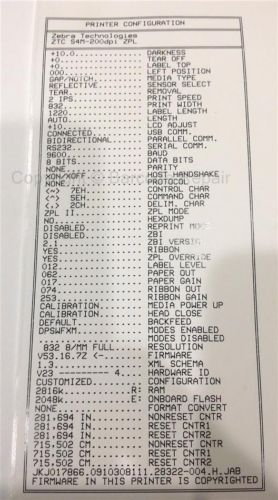 PRINTER CONFIGURATION
Zebra Technologies
ZTC S4M-200dpi ZPL
+10.0.............. DARKNESS
+0................. TEAR OFF
+0................. LABEL TOP
000................ LEFT POSITION
GAP/NOTCH.......... MEDIA TYPE
REFLECTIVE......... SENSOR SELECT
TEAR............... REMOVAL
2 IPS.............. PRINT SPEED
832................ PRINT WIDTH
1220............... LABEL LENGTH
AUTO............... LENGTH
+10................ LCD ADJUST
CONNECTED.......... USB COMM.
BIDIRECTIONAL...... PARALLEL COMM.
RS232.............. SERIAL COMM.
9600............... BAUD
8 BITS............. DATA BITS
NONE............... PARITY
XON/XOFF........... HOST HANDSHAKE
NONE............... PROTOCOL
<~> 7EH............ CONTROL CHAR
<^> 5EH............ COMMAND CHAR
<,> 2CH............ DELIM. CHAR
ZPL II............. ZPL MODE
NO................. HEXDUMP
DISABLED........... REPRINT MODE
DISABLED........... ZBI
2.1................ ZBI VERSION
YES................ RIBBON
YES................ ZPL OVERRIDE
012................ LABEL LEVEL
062................ PAPER OUT
017................ PAPER GAIN
074................ RIBBON OUT
253................ RIBBON GAIN
CALIBRATION........ MEDIA POWER UP
CALIBRATION........ HEAD CLOSE
DEFAULT............ BACKFEED
DPSWFXM............ MODES ENABLED
................... MODES DISABLED
832 8/MM FULL...... RESOLUTION
V53.16.7Z <-....... FIRMWARE
1.3................ XML SCHEMA
V23 --------- 4.... HARDWARE ID
CUSTOMIZED......... CONFIGURATION
2816k............R: RAM
2048k............E: ONBOARD FLASH
NONE............... FORMAT CONVERT
281,694 IN......... NONRESET CNTR
281,694 IN......... RESET CNTR1
281,694 IN......... RESET CNTR2
715,502 CM......... NONRESET CNTR
715,502 CM......... RESET CNTR1
715,502 CM......... RESET CNTR2
FIRMWARE IN THIS PRINTER IS COPYRIGHTED